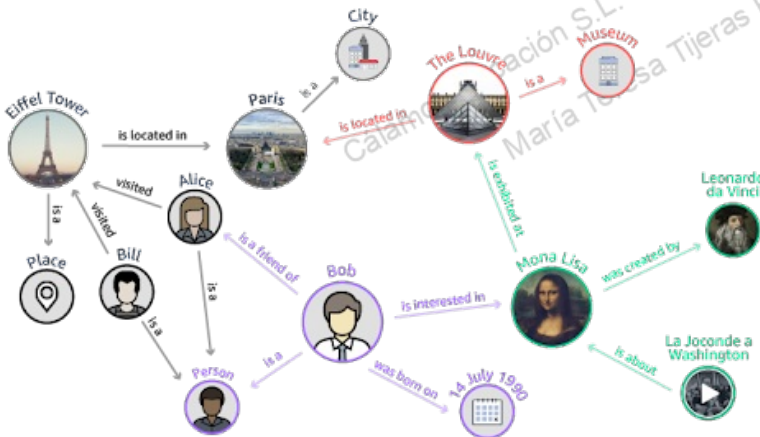 City
Museum
The Louvre
is a
is a
Paris
Eiffel Tower
is located in
is located in
Calamo
ación S.L.
María Teresa Tijeras
Alice
visited
visited
is a
is exhibited at
Leonardo
da Vinci
Place
Bill
is a friend of
Bob
Mona Lisa
was created by
is a
is interested in
is a
is a
La Joconde a
Washington
is about
Person
was born on
14 July 1990